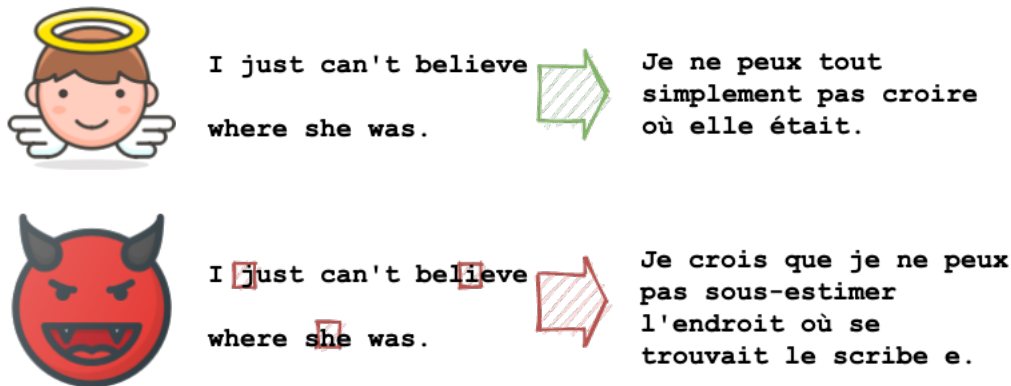 I just can't believe
where she was.
Je ne peux tout
simplement pas croire
où elle était.
I just can't believe
where she was.
Je crois que je ne peux
pas sous-estimer
l'endroit où se
trouvait le scribe e.